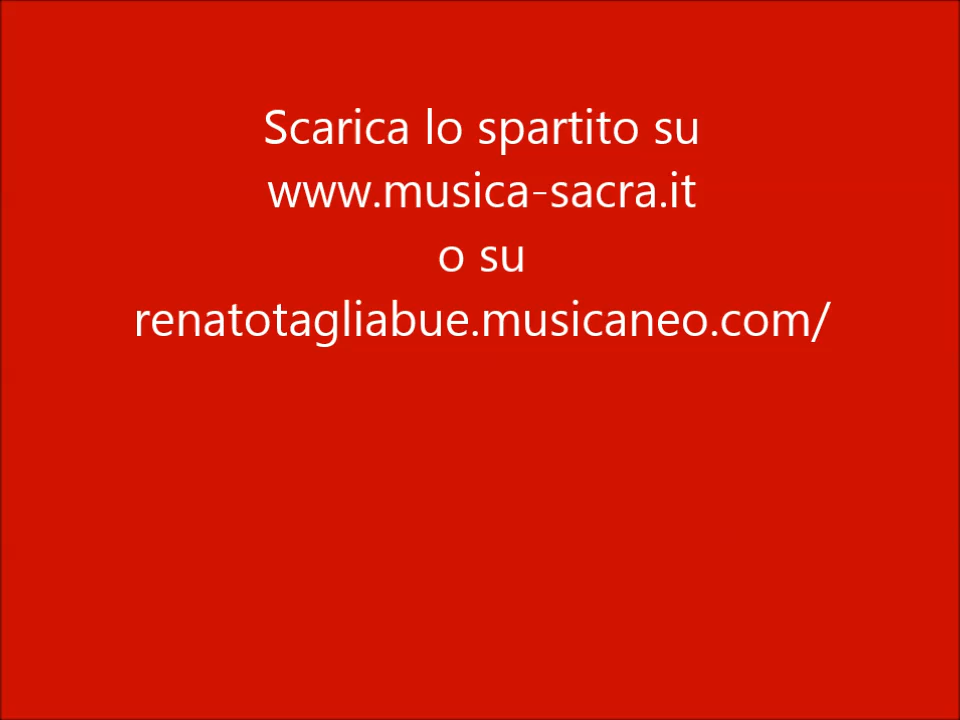 Scarica lo spartito su
www.musica-sacra.it
o su
renatotagliabue.musicaneo.com/